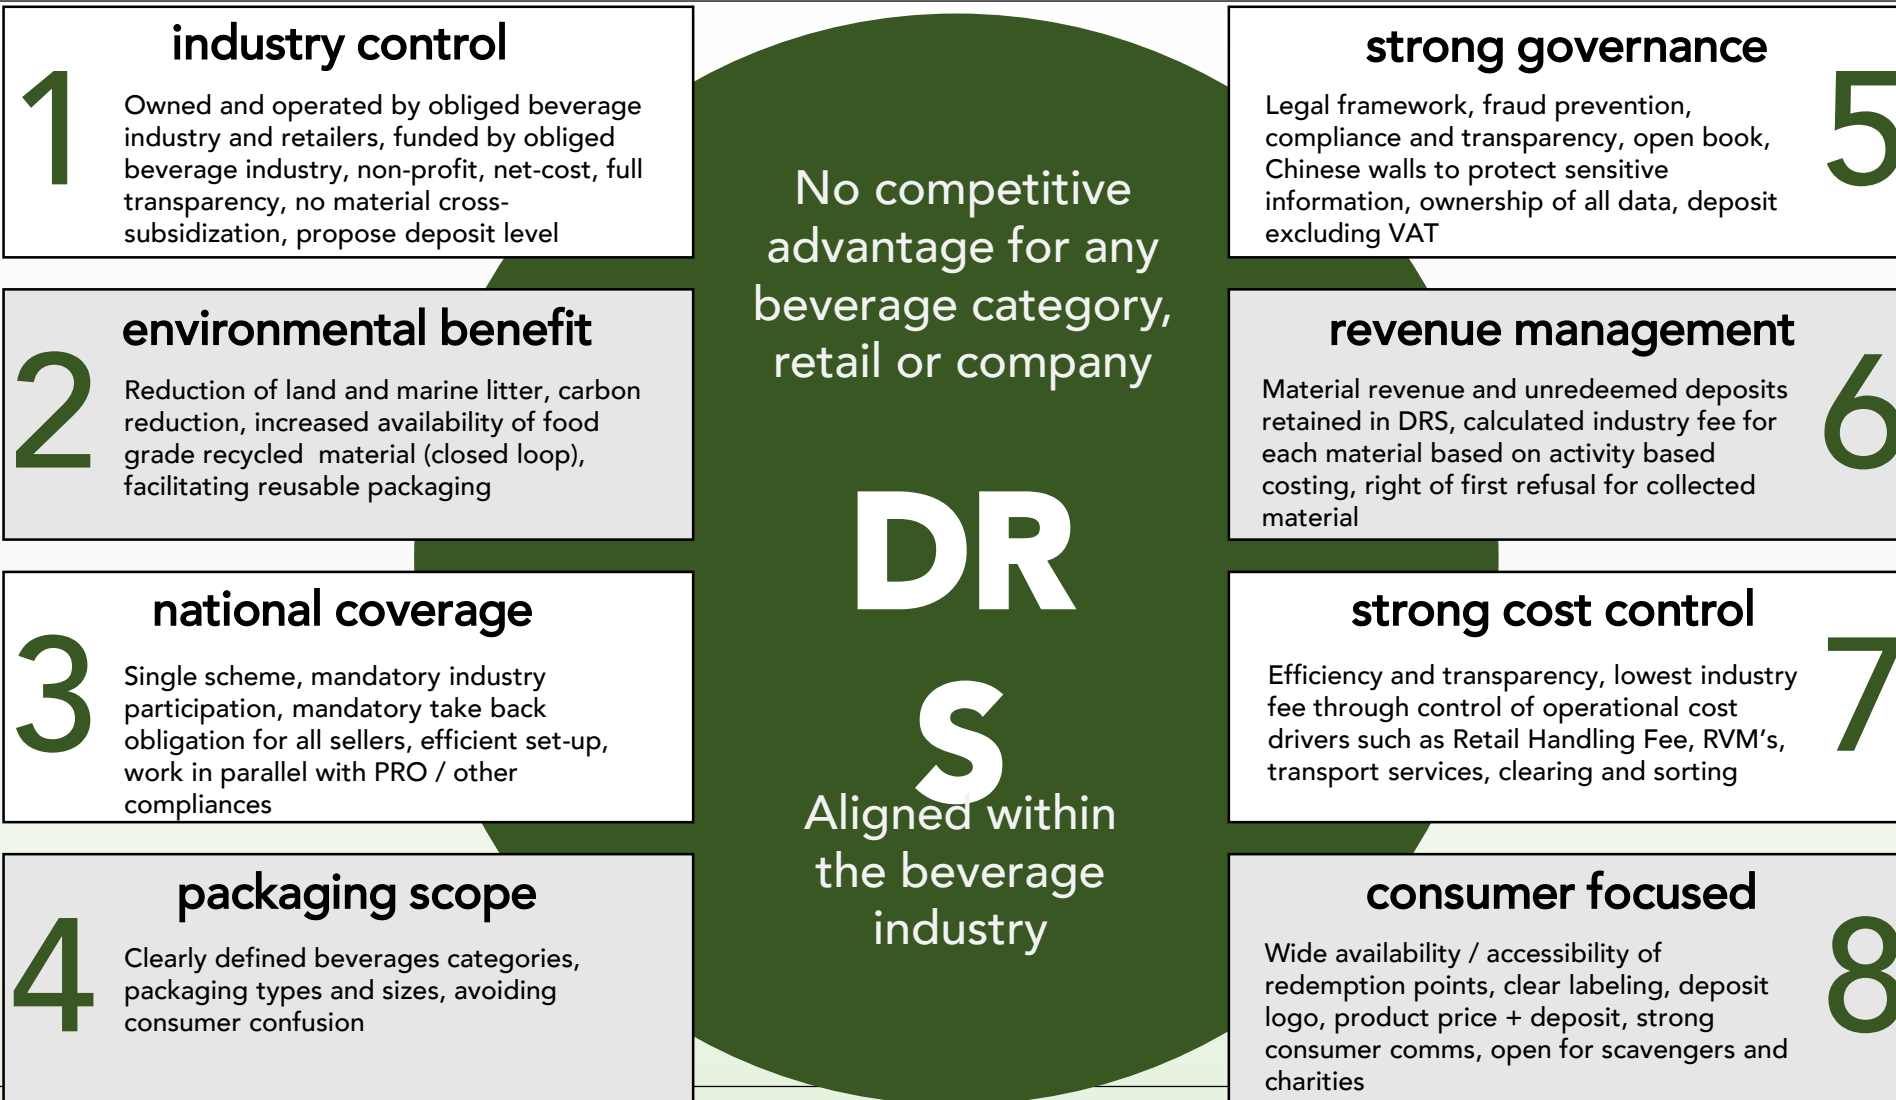 industry control
1
Owned and operated by obliged beverage
industry and retailers, funded by obliged
beverage industry, non-profit, net-cost, full
transparency, no material cross-
subsidization, propose deposit level
environmental benefit
2
Reduction of land and marine litter, carbon
reduction, increased availability of food
grade recycled  material (closed loop),
facilitating reusable packaging
national coverage
3
Single scheme, mandatory industry
participation, mandatory take back
obligation for all sellers, efficient set-up,
work in parallel with PRO / other
compliances
packaging scope
4
Clearly defined beverages categories,
packaging types and sizes, avoiding
consumer confusion
No competitive
advantage for any
beverage category,
retail or company
DR
S
Aligned within
the beverage
industry
strong governance
5
Legal framework, fraud prevention,
compliance and transparency, open book,
Chinese walls to protect sensitive
information, ownership of all data, deposit
excluding VAT
revenue management
6
Material revenue and unredeemed deposits
retained in DRS, calculated industry fee for
each material based on activity based
costing, right of first refusal for collected
material
strong cost control
7
Efficiency and transparency, lowest industry
fee through control of operational cost
drivers such as Retail Handling Fee, RVM's,
transport services, clearing and sorting
consumer focused
8
Wide availability / accessibility of
redemption points, clear labeling, deposit
logo, product price + deposit, strong
consumer comms, open for scavengers and
charities